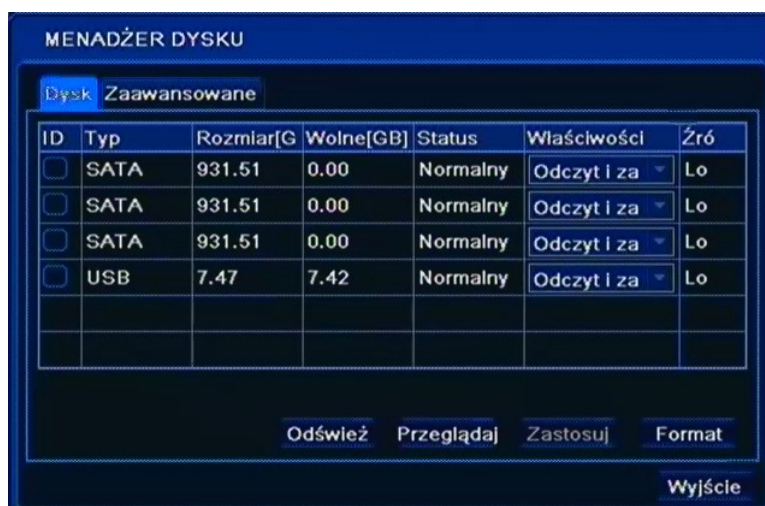 MENADŻER DYSKU
Dysk Zaawansowane
ID Typ Rozmiar[G Wolne[GB] Status Właściwości Źró
SATA 931.51 0.00 Normalny Odczyt i za Lo
SATA 931.51 0.00 Normalny Odczyt i za Lo
SATA 931.51 0.00 Normalny Odczyt i za Lo
USB 7.47 7.42 Normalny Odczyt i za Lo
Odśwież Przeglądaj Zastosuj Format
Wyjście